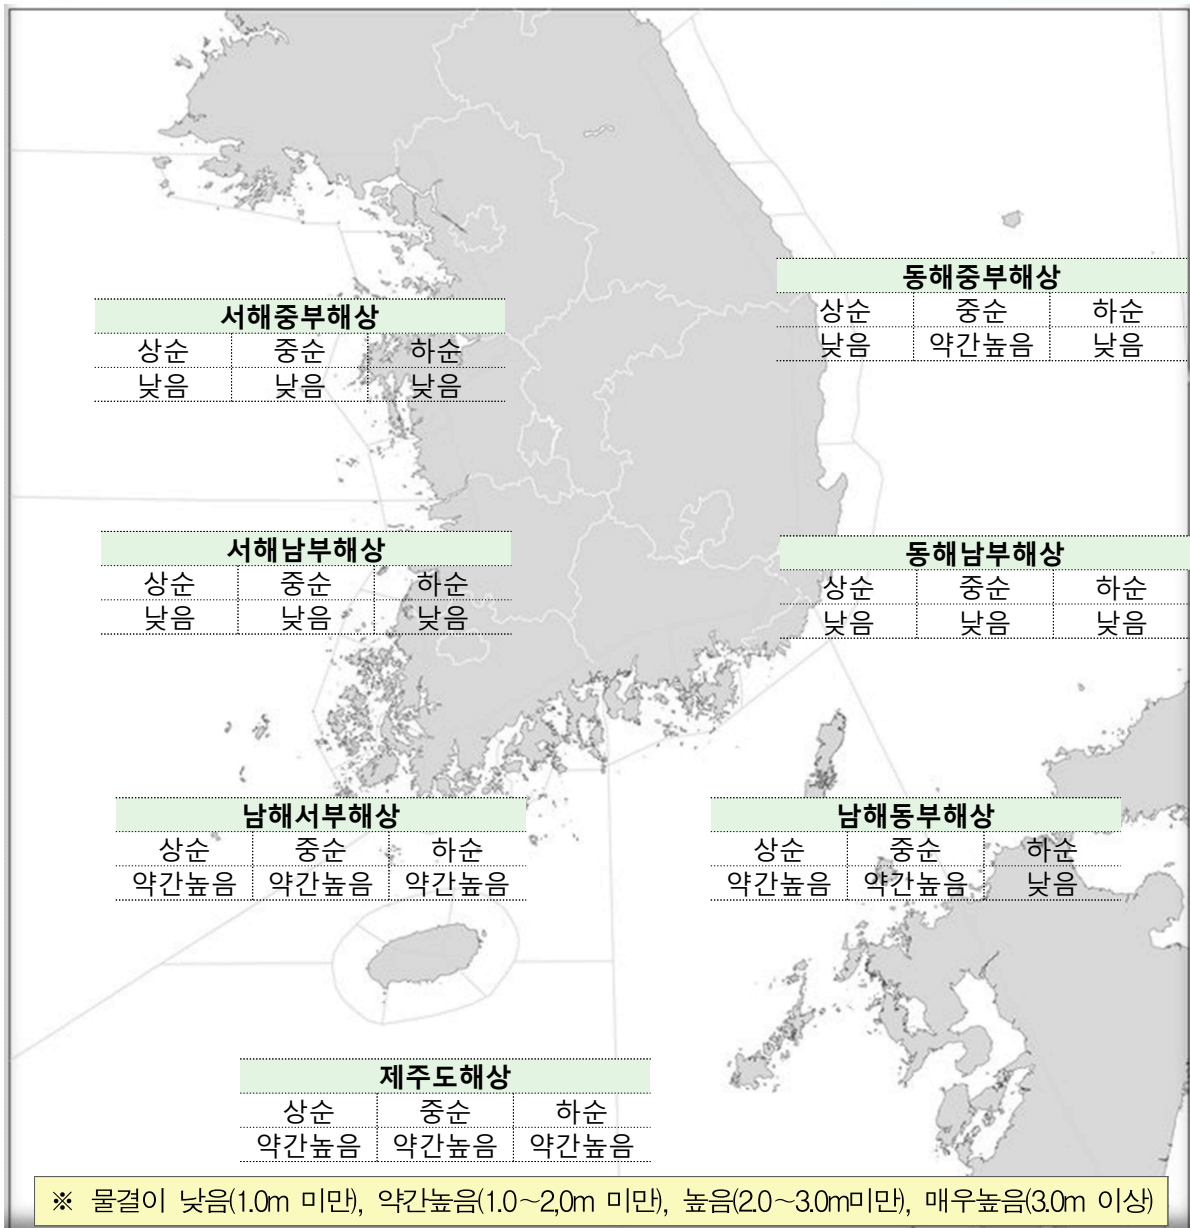 동해중부해상
상순 중순 하순
낮음 약간높음 낮음
서해중부해상
상순 중순 하순
낮음 낮음 낮음
서해남부해상
상순 중순 하순
낮음 낮음 낮음
동해남부해상
상순 중순 하순
낮음 낮음 낮음
남해서부해상
상순 중순 하순
약간높음 약간높음 약간높음
남해동부해상
상순 중순 하순
약간높음 약간높음 낮음
제주도해상
상순 중순 하순
약간높음 약간높음 약간높음
※ 물결이 낮음(1.0m 미만), 약간높음(1.0~2,0m 미만), 높음(2.0~3.0m미만), 매우높음(3.0m 이상)